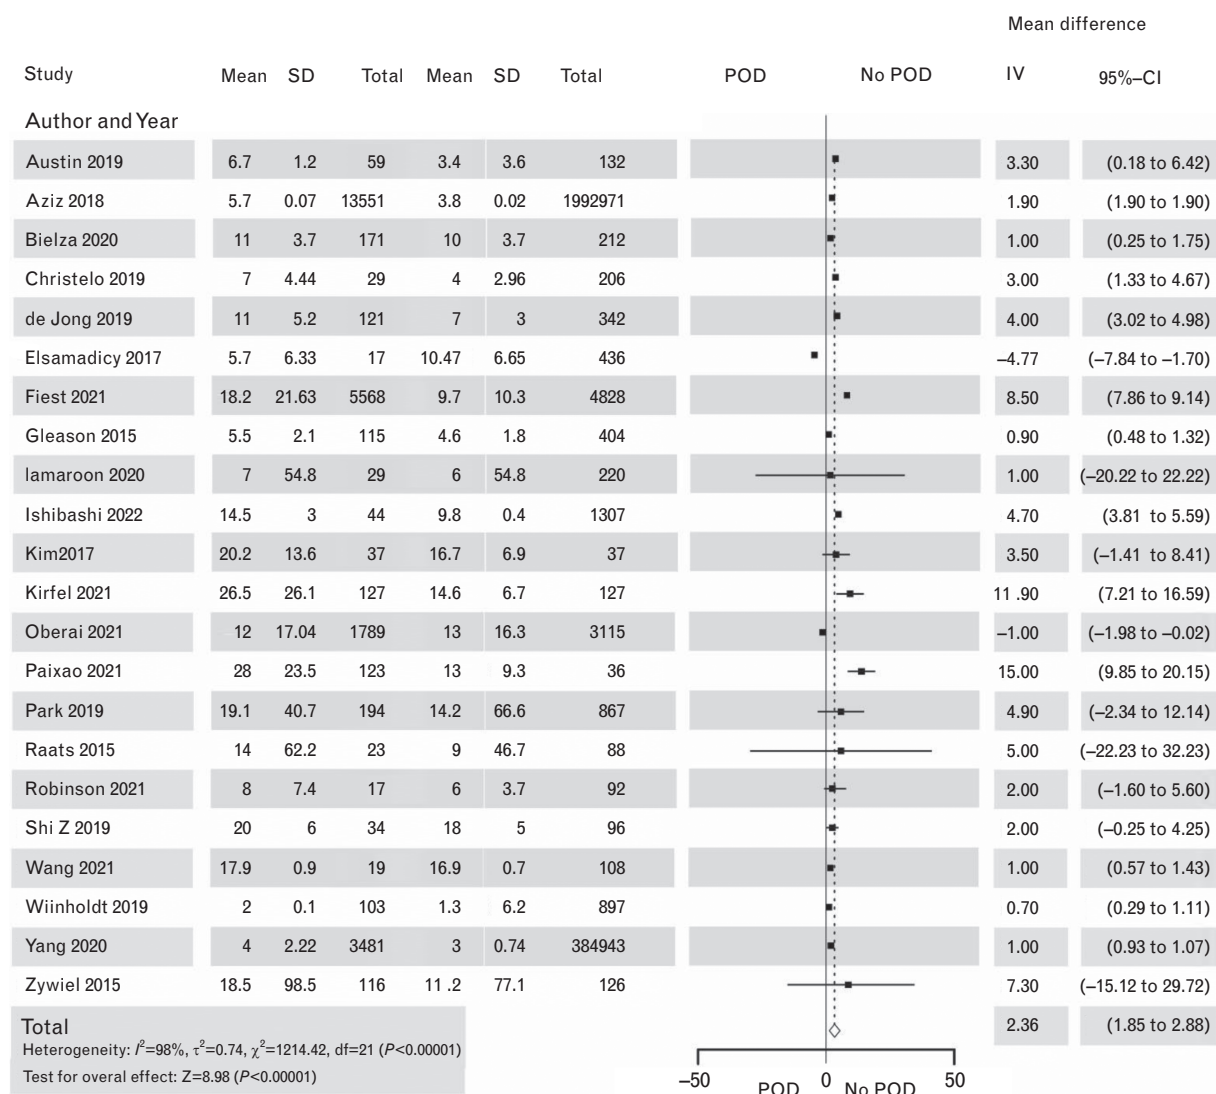 Mean difference
Study Mean SD Total Mean SD Total POD No POD IV 95%–CI
Author and Year
Austin 2019 6.7 1.2 59 3.4 3.6 132 3.30 (0.18 to 6.42)
Aziz 2018 5.7 0.07 13551 3.8 0.02 1992971 1.90 (1.90 to 1.90)
Bielza 2020 11 3.7 171 10 3.7 212 1.00 (0.25 to 1.75)
Christelo 2019 7 4.44 29 4 2.96 206 3.00 (1.33 to 4.67)
de Jong 2019 11 5.2 121 7 3 342 4.00 (3.02 to 4.98)
Elsamadicy 2017 5.7 6.33 17 10.47 6.65 436 –4.77 (–7.84 to –1.70)
Fiest 2021 18.2 21.63 5568 9.7 10.3 4828 8.50 (7.86 to 9.14)
Gleason 2015 5.5 2.1 115 4.6 1.8 404 0.90 (0.48 to 1.32)
Iamaroon 2020 7 54.8 29 6 54.8 220 1.00 (–20.22 to 22.22)
Ishibashi 2022 14.5 3 44 9.8 0.4 1307 4.70 (3.81 to 5.59)
Kim2017 20.2 13.6 37 16.7 6.9 37 3.50 (–1.41 to 8.41)
Kirfel 2021 26.5 26.1 127 14.6 6.7 127 11 .90 (7.21 to 16.59)
Oberai 2021 12 17.04 1789 13 16.3 3115 –1.00 (–1.98 to –0.02)
Paixao 2021 28 23.5 123 13 9.3 36 15.00 (9.85 to 20.15)
Park 2019 19.1 40.7 194 14.2 66.6 867 4.90 (–2.34 to 12.14)
Raats 2015 14 62.2 23 9 46.7 88 5.00 (–22.23 to 32.23)
Robinson 2021 8 7.4 17 6 3.7 92 2.00 (–1.60 to 5.60)
Shi Z 2019 20 6 34 18 5 96 2.00 (–0.25 to 4.25)
Wang 2021 17.9 0.9 19 16.9 0.7 108 1.00 (0.57 to 1.43)
Wiinholdt 2019 2 0.1 103 1.3 6.2 897 0.70 (0.29 to 1.11)
Yang 2020 4 2.22 3481 3 0.74 384943 1.00 (0.93 to 1.07)
Zywiel 2015 18.5 98.5 116 11 .2 77.1 126 7.30 (–15.12 to 29.72)
Total 2.36 (1.85 to 2.88)
Heterogeneity: I²=98%, τ²=0.74, χ²=1214.42, df=21 (P<0.00001)
Test for overal effect: Z=8.98 (P<0.00001)
–50 0 50
POD No POD